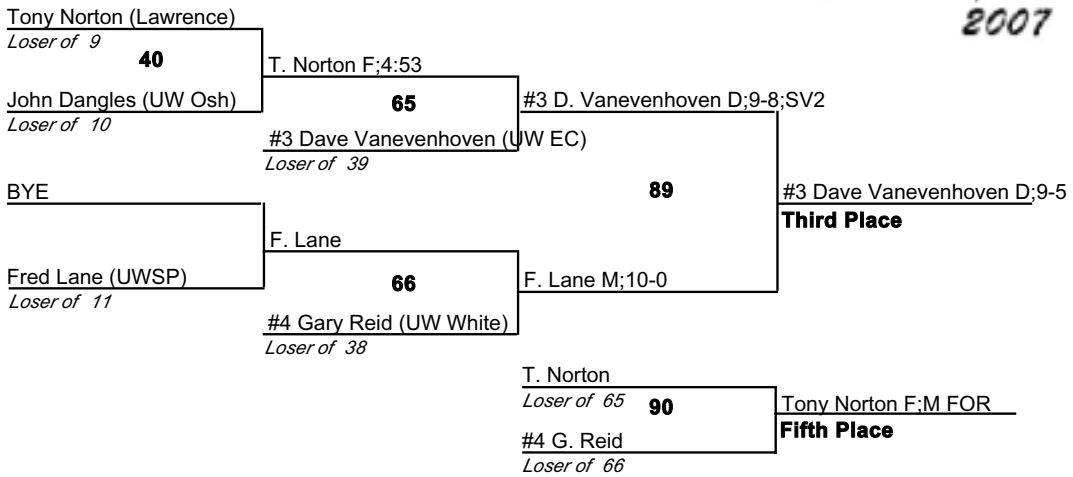 2007
Tony Norton (Lawrence)
Loser of 9
40
T. Norton F;4:53
John Dangles (UW Osh)
Loser of 10
65
#3 D. Vanevenhoven D;9-8;SV2
#3 Dave Vanevenhoven (UW EC)
Loser of 39
BYE
89
#3 Dave Vanevenhoven D;9-5
Third Place
F. Lane
Fred Lane (UWSP)
Loser of 11
66
F. Lane M;10-0
#4 Gary Reid (UW White)
Loser of 38
T. Norton
Loser of 65
90
Tony Norton F;M FOR
Fifth Place
#4 G. Reid
Loser of 66